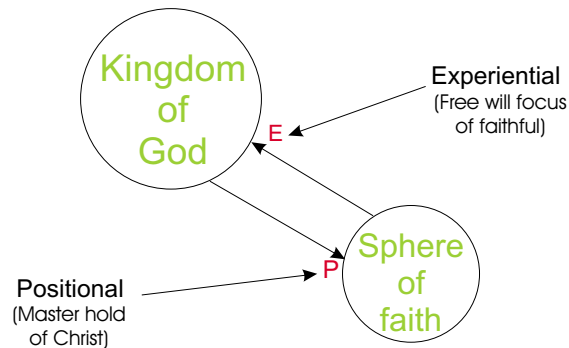 Kingdom
of
God
Experiential
(Free will focus
of faithful)
E
Sphere
of
faith
P
Positional
(Master hold
of Christ)